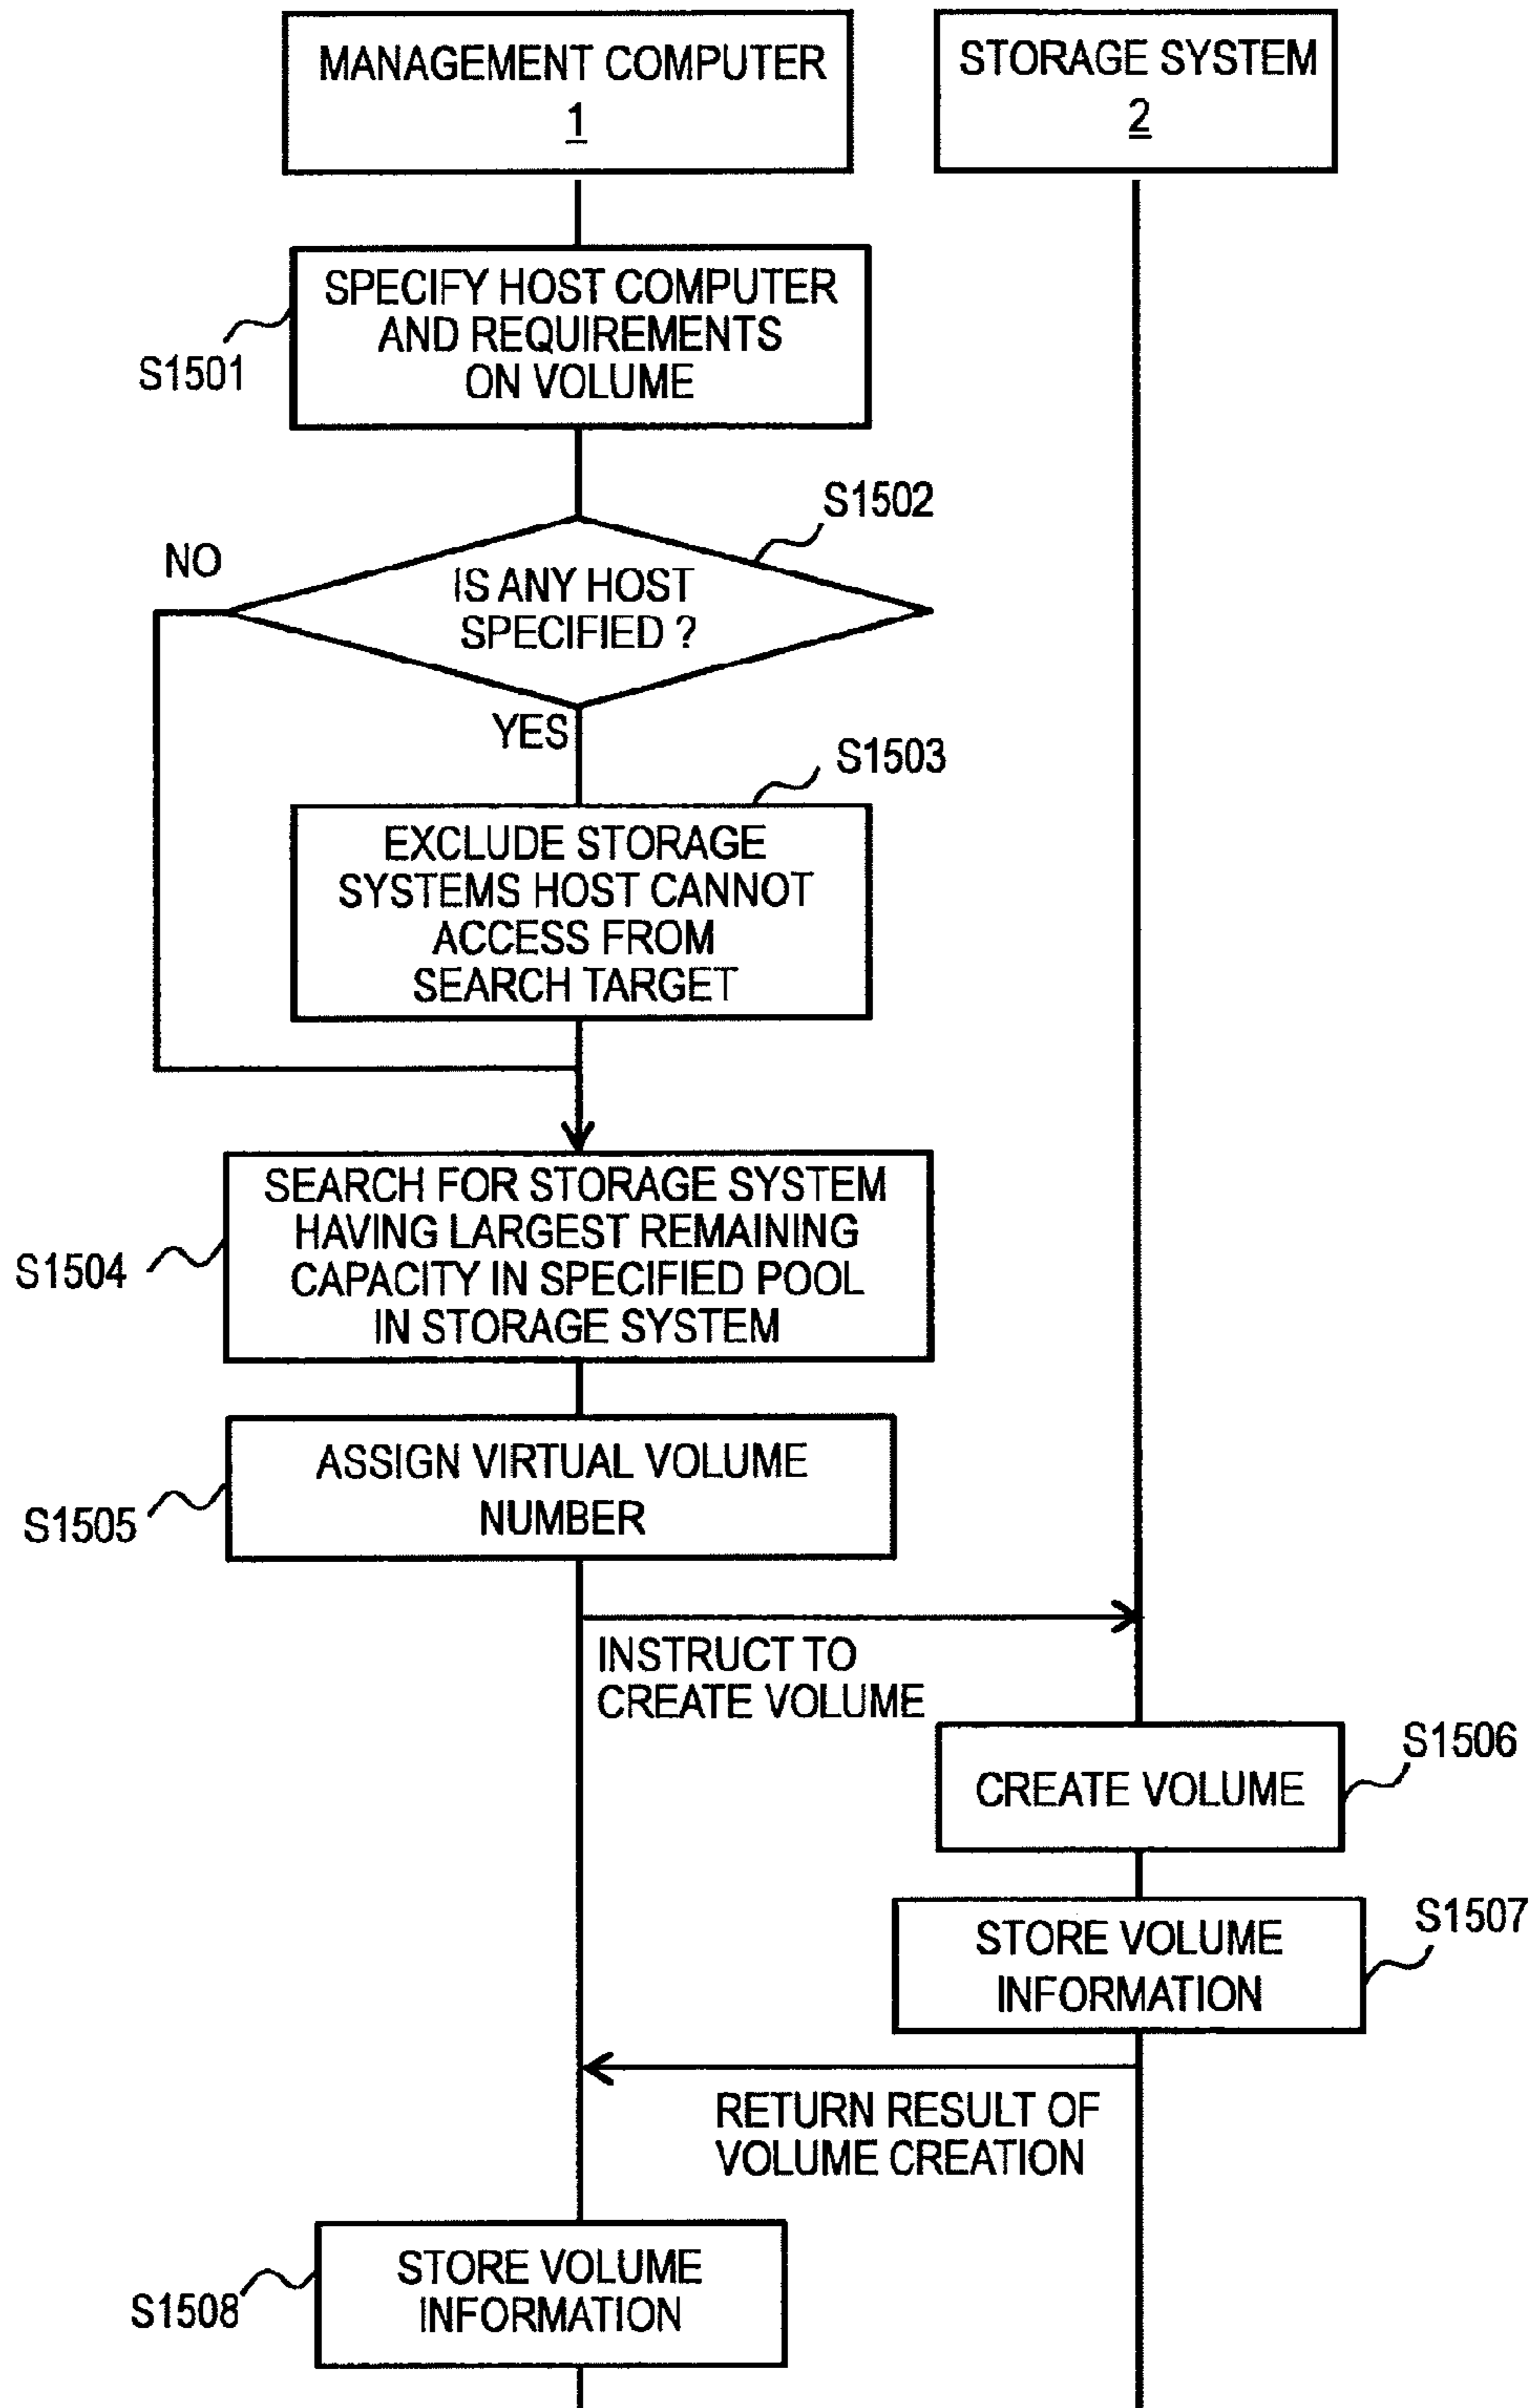 MANAGEMENT COMPUTER
1
STORAGE SYSTEM
2
SPECIFY HOST COMPUTER
AND REQUIREMENTS
ON VOLUME
S1501
S1502
NO
IS ANY HOST
SPECIFIED ?
YES
S1503
EXCLUDE STORAGE
SYSTEMS HOST CANNOT
ACCESS FROM
SEARCH TARGET
SEARCH FOR STORAGE SYSTEM
HAVING LARGEST REMAINING
CAPACITY IN SPECIFIED POOL
IN STORAGE SYSTEM
S1504
ASSIGN VIRTUAL VOLUME
NUMBER
S1505
INSTRUCT TO
CREATE VOLUME
S1506
CREATE VOLUME
S1507
STORE VOLUME
INFORMATION
RETURN RESULT OF
VOLUME CREATION
STORE VOLUME
INFORMATION
S1508